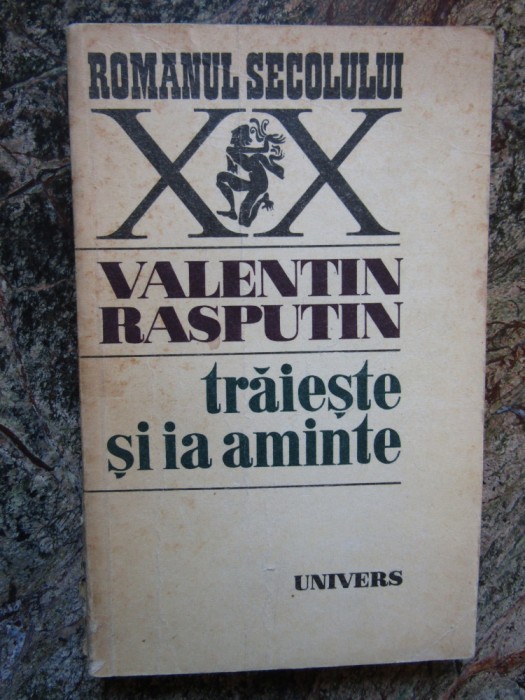 ROMANUL SECOLULUI
XX
VALENTIN
RASPUTIN
trăiește
și ia aminte
UNIVERS